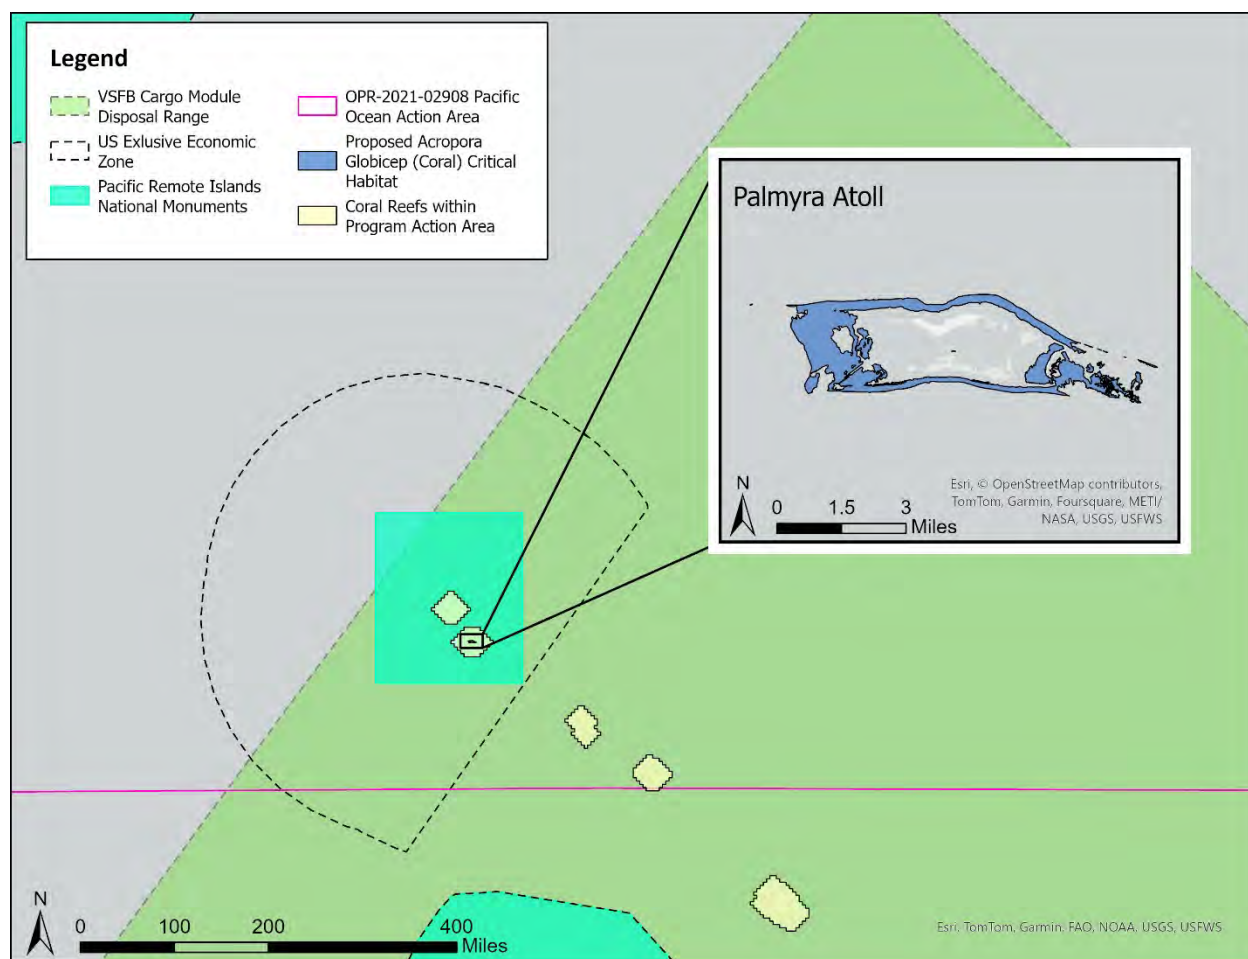 Legend
VSFB Cargo Module
Disposal Range
US Exlusive Economic
Zone
Pacific Remote Islands
National Monuments
OPR-2021-02908 Pacific
Ocean Action Area
Proposed Acropora
Globicep (Coral) Critical
Habitat
Coral Reefs within
Program Action Area
Palmyra Atoll
N
0 1.5 3
Miles
Esri, © OpenStreetMap contributors,
TomTom, Garmin, Foursquare, METI/
NASA, USGS, USFWS
N
0 100 200 400
Miles
Esri, TomTom, Garmin, FAO, NOAA, USGS, USFWS